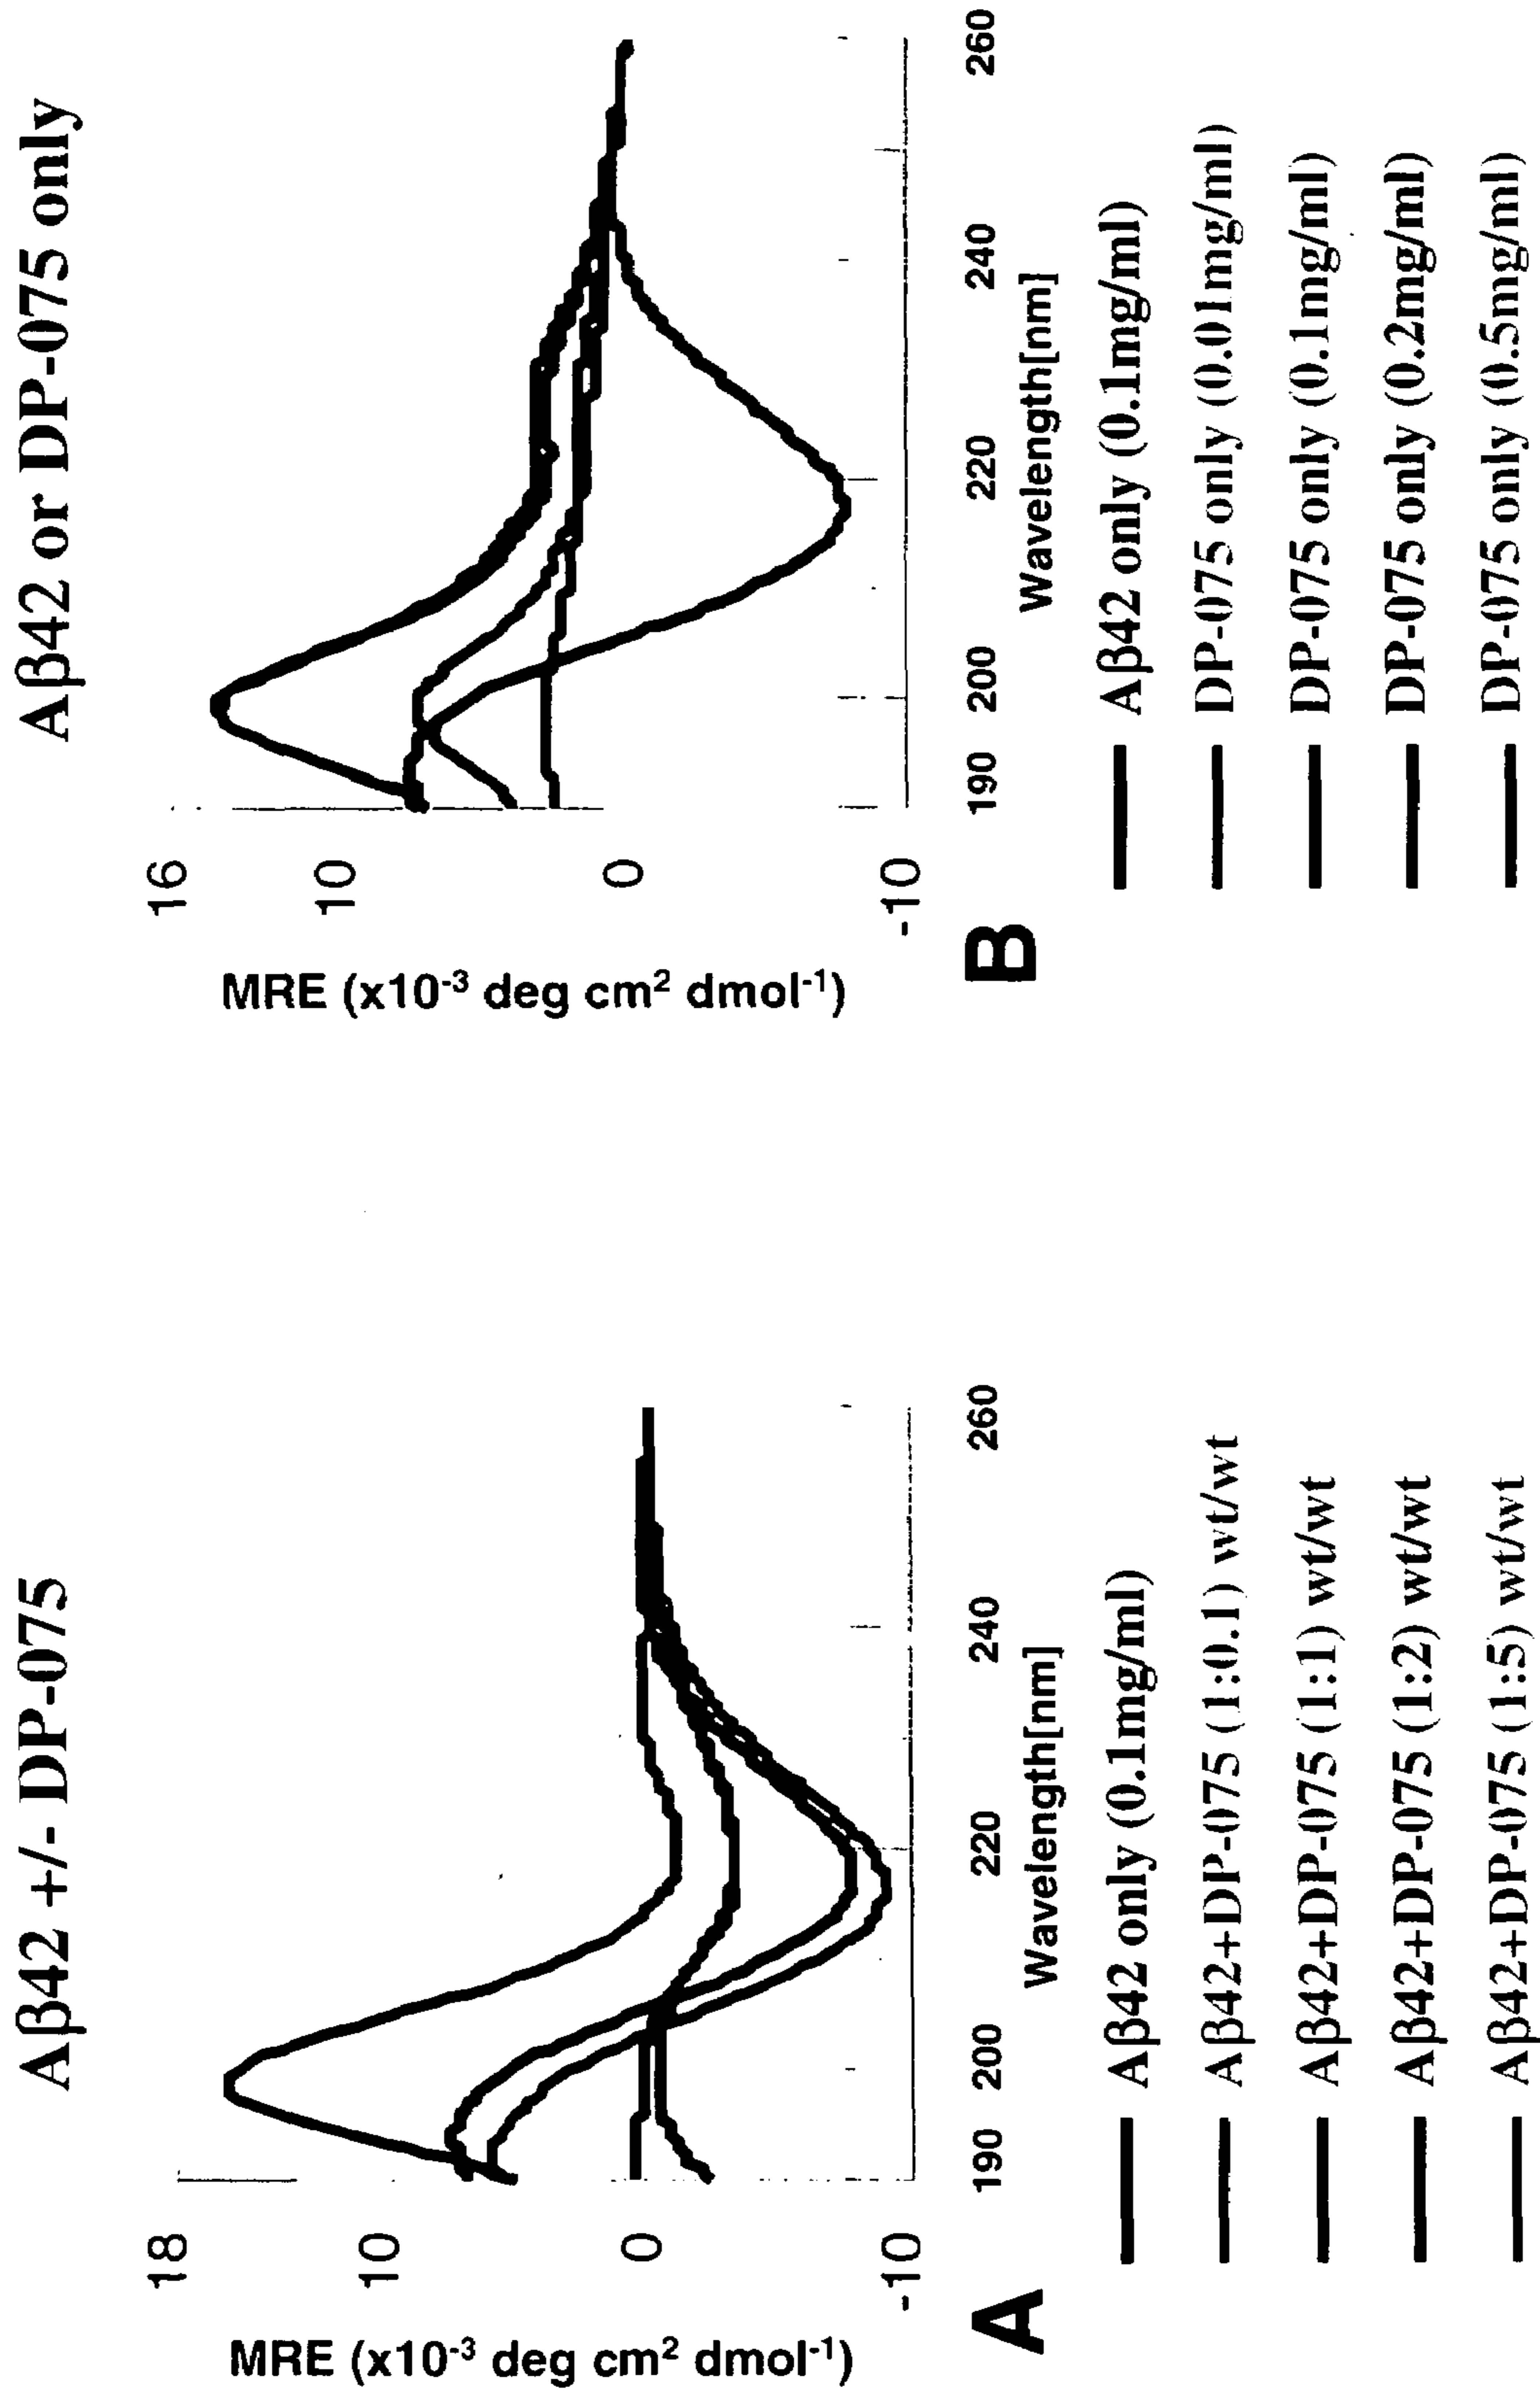 Aβ42 +/- DP-075
MRE (x10⁻³ deg cm² dmol⁻¹)
18
10
0
-10
190 200 220 240 260
Wavelength[nm]
A
Aβ42 only (0.1mg/ml)
Aβ42+DP-075 (1:0.1) wt/wt
Aβ42+DP-075 (1:1) wt/wt
Aβ42+DP-075 (1:2) wt/wt
Aβ42+DP-075 (1:5) wt/wt
Aβ42 or DP-075 only
MRE (x10⁻³ deg cm² dmol⁻¹)
16
10
0
-10
190 200 220 240 260
Wavelength[nm]
B
Aβ42 only (0.1mg/ml)
DP-075 only (0.01mg/ml)
DP-075 only (0.1mg/ml)
DP-075 only (0.2mg/ml)
DP-075 only (0.5mg/ml)